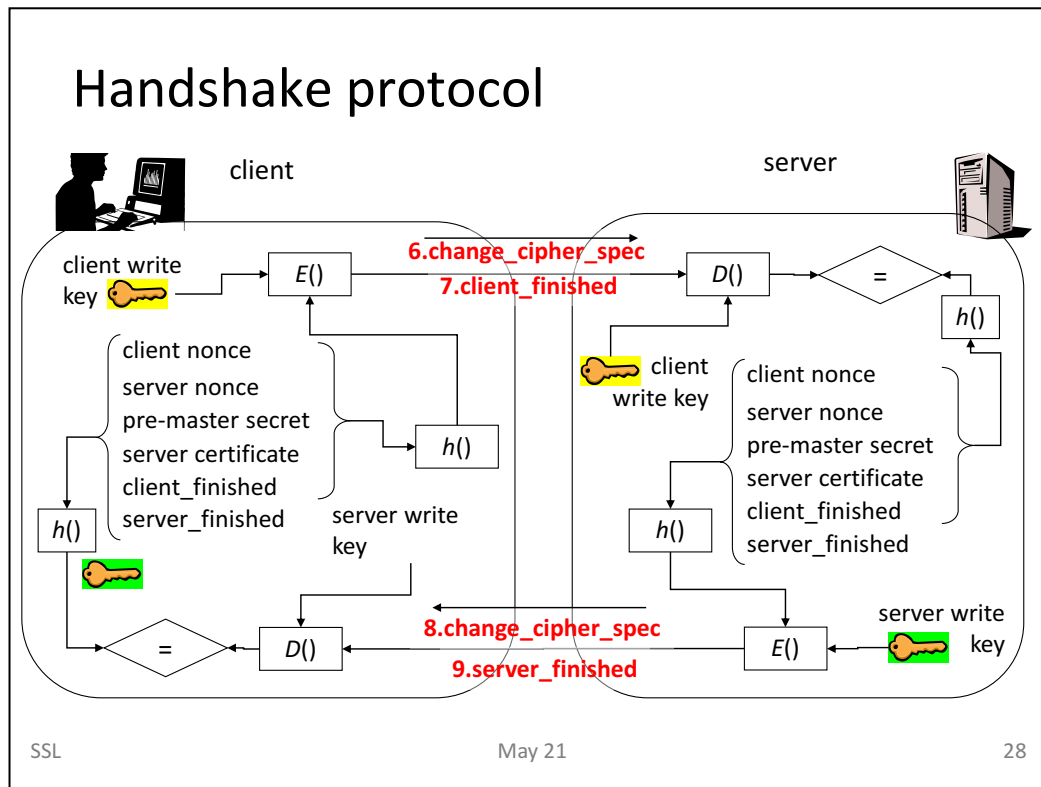 Handshake protocol
client
server
6.change_cipher_spec
7.client_finished
client write
key
E()
D()
=
h()
client nonce
server nonce
pre-master secret
server certificate
client_finished
server_finished
h()
h()
server write
key
client
write key
client nonce
server nonce
pre-master secret
server certificate
client_finished
server_finished
h()
8.change_cipher_spec
9.server_finished
=
D()
E()
server write
key
SSL
May 21
28